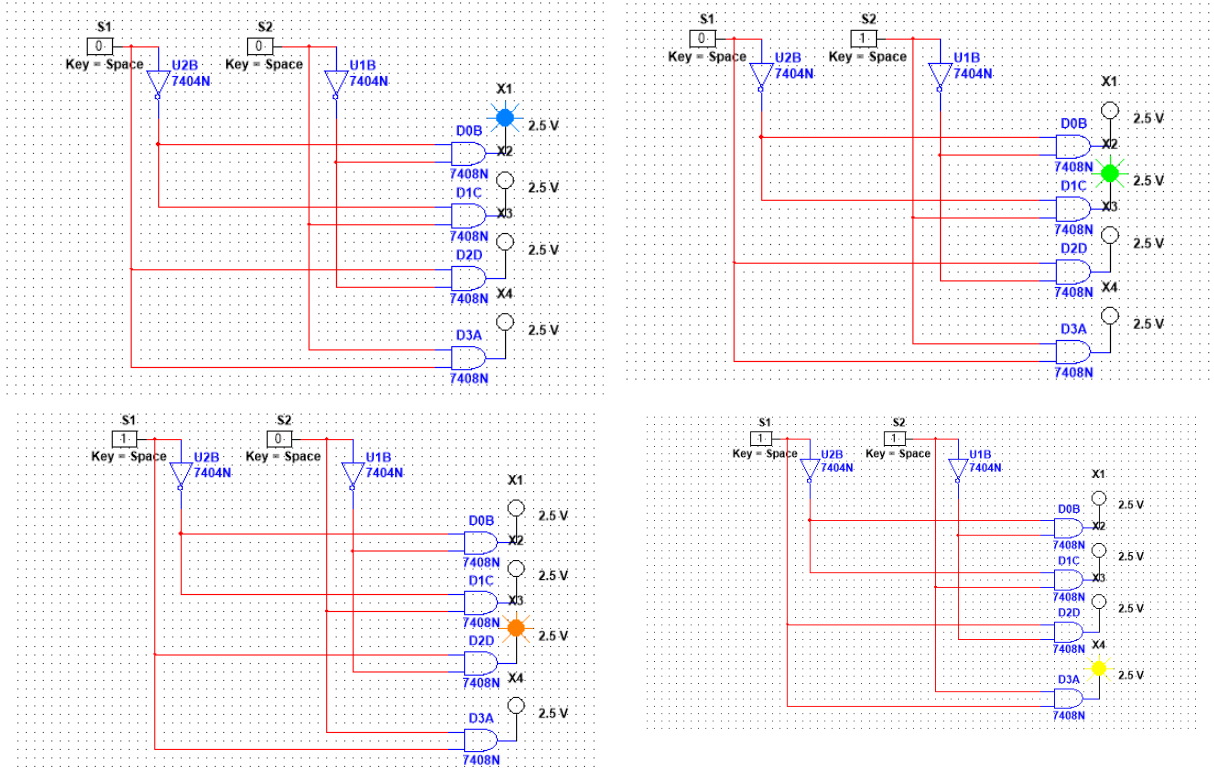 S1
S2
0
0
Key = Space
Key = Space
U2B
7404N
U1B
7404N
X1
2.5 V
D0B
X2
7408N
2.5 V
D1C
X3
7408N
2.5 V
D2D
7408N
X4
2.5 V
D3A
7408N
S1
S2
0
1
Key = Space
Key = Space
U2B
7404N
U1B
7404N
X1
2.5 V
D0B
X2
7408N
2.5 V
D1C
X3
7408N
2.5 V
D2D
7408N
X4
2.5 V
D3A
7408N
S1
S2
1
0
Key = Space
Key = Space
U2B
7404N
U1B
7404N
X1
2.5 V
D0B
X2
7408N
2.5 V
D1C
X3
7408N
2.5 V
D2D
7408N
X4
2.5 V
D3A
7408N
S1
S2
1
1
Key = Space
Key = Space
U2B
7404N
U1B
7404N
X1
2.5 V
D0B
X2
7408N
2.5 V
D1C
X3
7408N
2.5 V
D2D
7408N
X4
2.5 V
D3A
7408N